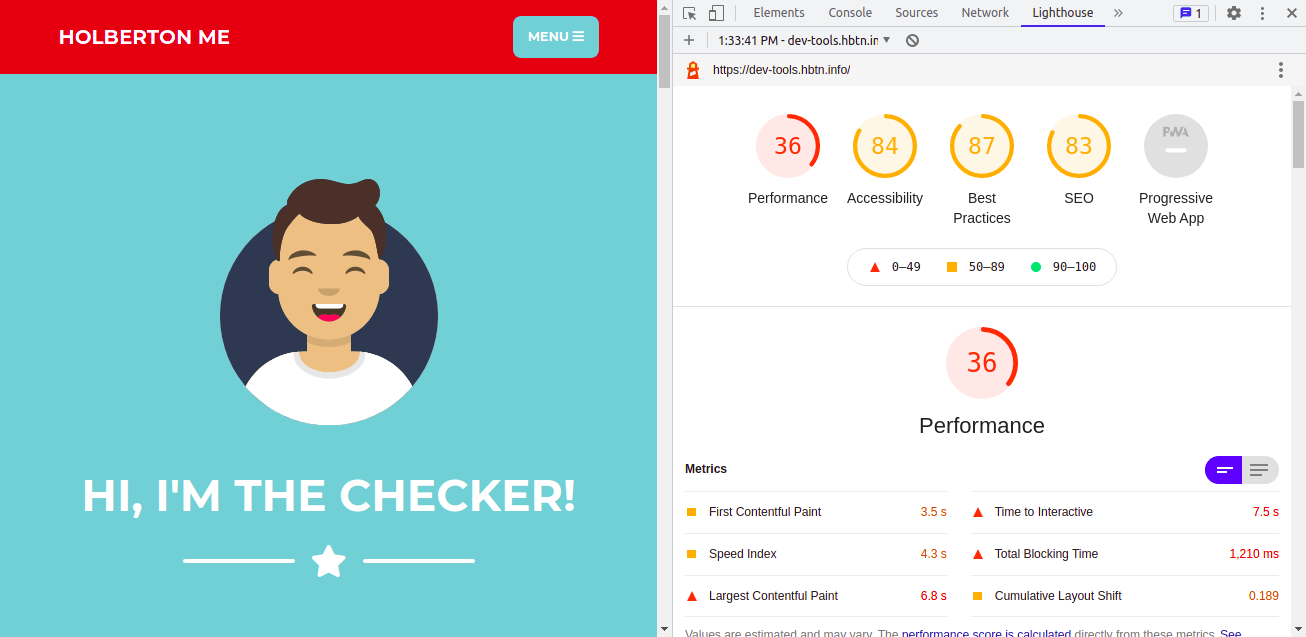 HOLBERTON ME
MENU
HI, I'M THE CHECKER!
Elements Console Sources Network Lighthouse » 1
1:33:41 PM - dev-tools.hbtn.in
https://dev-tools.hbtn.info/
36 84 87 83 PWA
Performance Accessibility Best Practices SEO Progressive Web App
0–49 50–89 90–100
36
Performance
Metrics
First Contentful Paint 3.5 s Time to Interactive 7.5 s
Speed Index 4.3 s Total Blocking Time 1,210 ms
Largest Contentful Paint 6.8 s Cumulative Layout Shift 0.189
Values are estimated and may vary. The performance score is calculated directly from these metrics. See